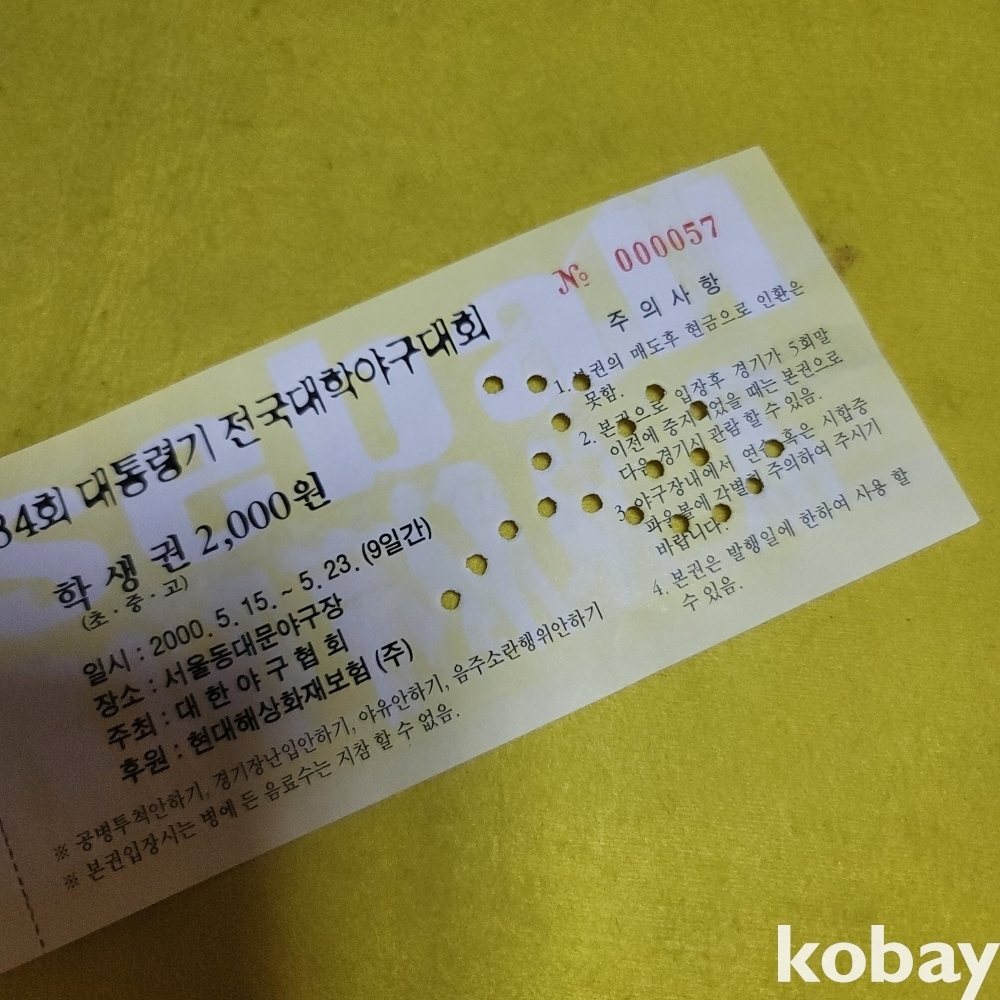 34회 대통령기 전국대학야구대회
학 생 권 2,000원
(초 · 중 · 고)
일시 : 2000. 5. 15. ~ 5. 23. (9일간)
장소 : 서울동대문야구장
주최 : 대 한 야 구 협 회
후원 : 현대해상화재보험 (주)
※ 공병투척안하기, 경기장난입안하기, 야유안하기, 음주소란행위안하기
※ 본권입장시는 병에 든 음료수는 지참 할 수 없음.
№ 000057
주 의 사 항
1. 본권의 매도후 현금으로 인환은
못함.
2. 본권으로 입장후 경기가 5회말
이전에 중지되었을 때는 본권으로
다음 경기시 관람 할 수 있음.
3. 야구장내에서 연습 혹은 시합중
파울볼에 각별히 주의하여 주시기
바랍니다.
4. 본권은 발행일에 한하여 사용 할
수 있음.
kobay